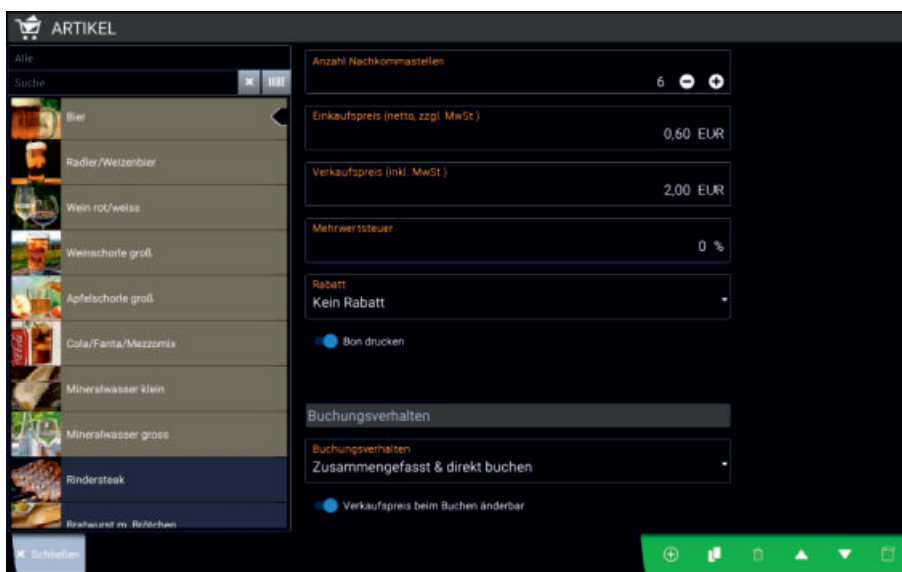 ARTIKEL
Alle
Suche
Bier
Radler/Weizenbier
Wein rot/weiss
Weinschorle groß
Apfelschorle groß
Cola/Fanta/Mezzomix
Mineralwasser klein
Mineralwasser gross
Rindersteak
Bratwurst m. Brötchen
Anzahl Nachkommastellen
6
Einkaufspreis (netto, zzgl. MwSt.)
0,60 EUR
Verkaufspreis (inkl. MwSt.)
2,00 EUR
Mehrwertsteuer
0 %
Rabatt
Kein Rabatt
Bon drucken
Buchungsverhalten
Buchungsverhalten
Zusammengefasst & direkt buchen
Verkaufspreis beim Buchen änderbar
Schließen